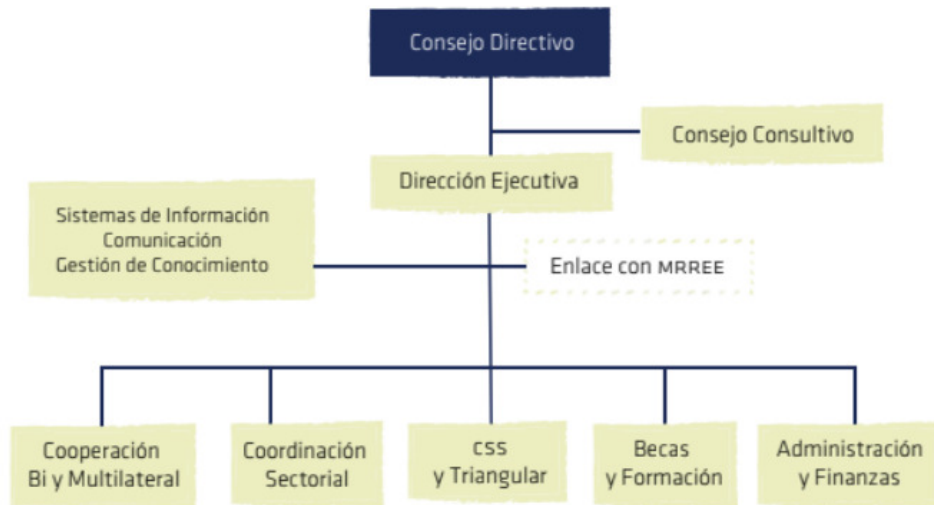 Consejo Directivo
Consejo Consultivo
Dirección Ejecutiva
Sistemas de Información
Comunicación
Gestión de Conocimiento
Enlace con MRREE
Cooperación
Bi y Multilateral
Coordinación
Sectorial
CSS
y Triangular
Becas
y Formación
Administración
y Finanzas